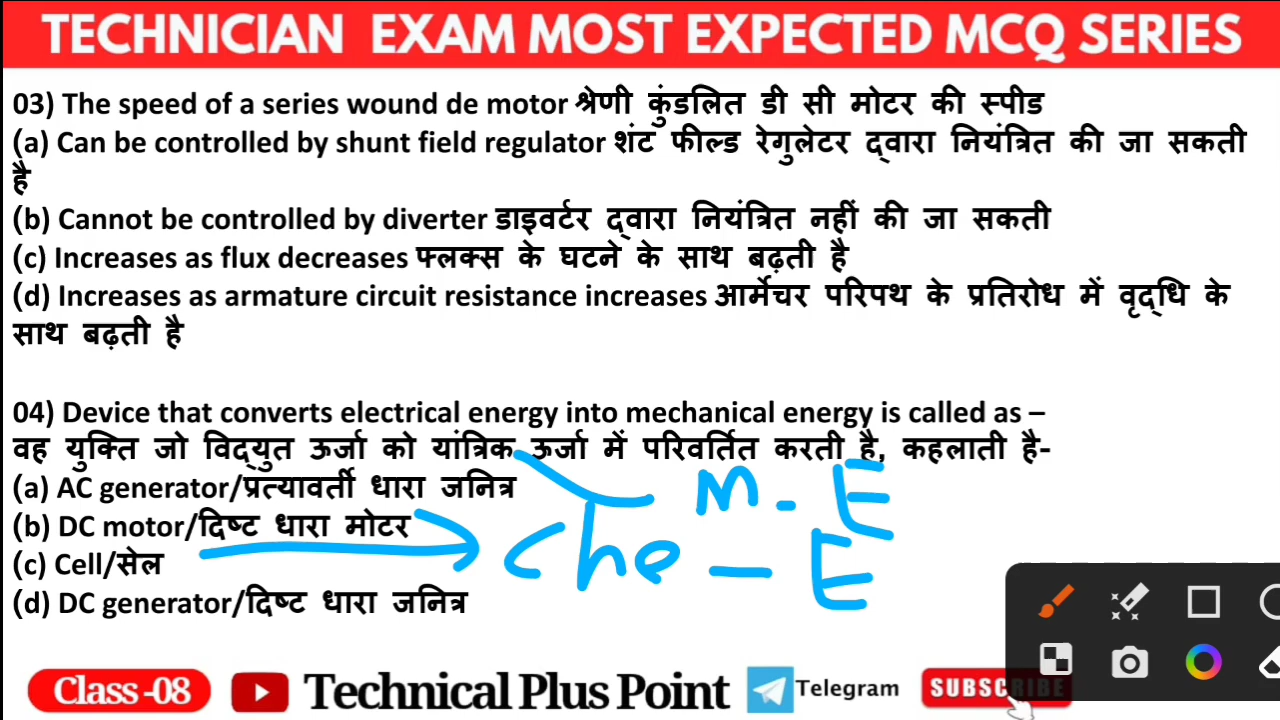 TECHNICIAN EXAM MOST EXPECTED MCQ SERIES
03) The speed of a series wound de motor श्रेणी कुंडलित डी सी मोटर की स्पीड
(a) Can be controlled by shunt field regulator शंट फील्ड रेगुलेटर द्वारा नियंत्रित की जा सकती
है
(b) Cannot be controlled by diverter डाइवर्टर द्वारा नियंत्रित नहीं की जा सकती
(c) Increases as flux decreases फ्लक्स के घटने के साथ बढ़ती है
(d) Increases as armature circuit resistance increases आर्मेचर परिपथ के प्रतिरोध में वृद्धि के
साथ बढ़ती है
04) Device that converts electrical energy into mechanical energy is called as –
वह युक्ति जो विद्युत ऊर्जा को यांत्रिक ऊर्जा में परिवर्तित करती है, कहलाती है-
(a) AC generator/प्रत्यावर्ती धारा जनित्र
M - E
(b) DC motor/दिष्ट धारा मोटर
che – E
(c) Cell/सेल
(d) DC generator/दिष्ट धारा जनित्र
Class -08 Technical Plus Point Telegram SUBSCRIBE